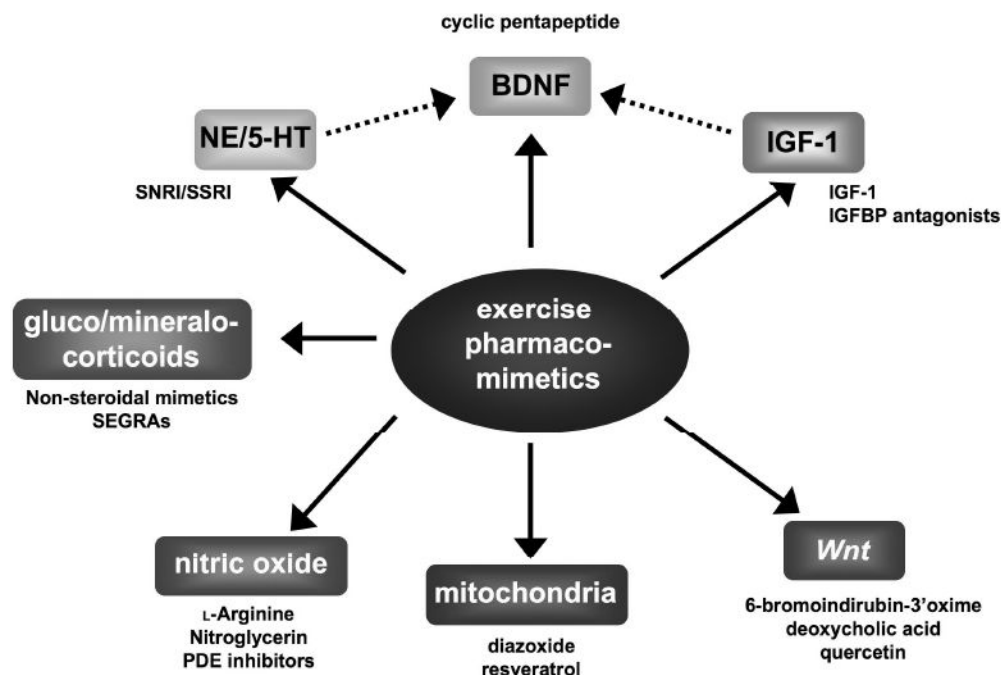 cyclic pentapeptide
BDNF
NE/5-HT
IGF-1
SNRI/SSRI
IGF-1
IGFBP antagonists
exercise
pharmaco-
mimetics
gluco/mineralo-
corticoids
Non-steroidal mimetics
SEGRAs
nitric oxide
L-Arginine
Nitroglycerin
PDE inhibitors
mitochondria
diazoxide
resveratrol
Wnt
6-bromoindirubin-3'oxime
deoxycholic acid
quercetin